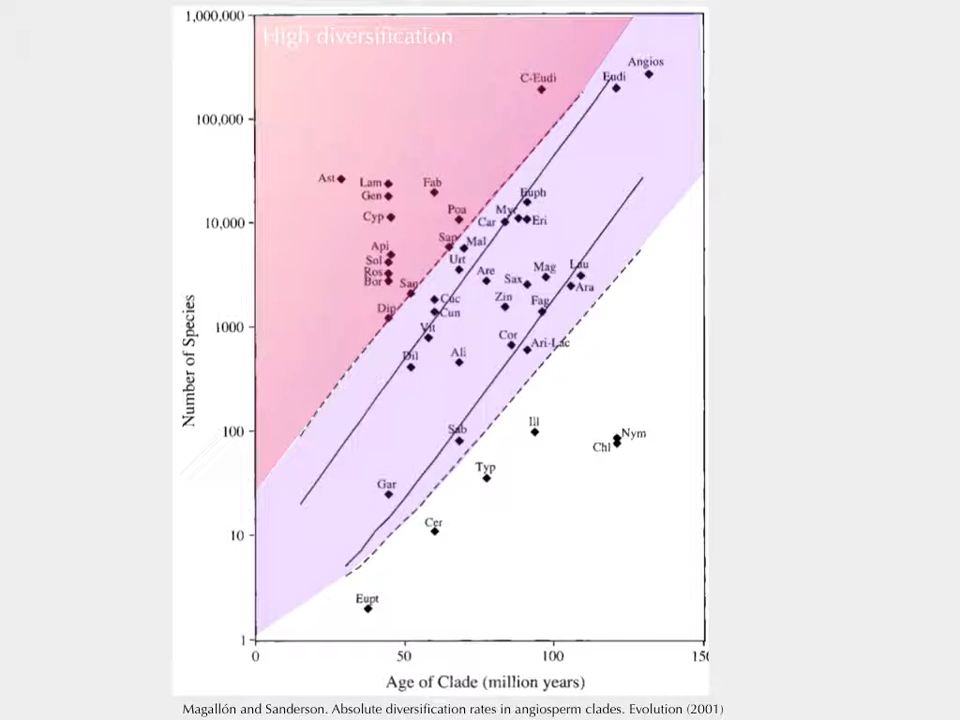 1,000,000
High diversification
Angios
C-Eudi
Eudi
100,000
Ast
Lam
Fab
Gen
Euph
Cyp
Poa
Myr
10,000
Car
Eri
Sap
Mal
Api
Urt
Sol
Ros
Are
Mag
Lau
Bor
San
Sax
Ara
Cuc
Zin
Fag
Dip
Cun
1000
Vit
Cor
Ari-Lac
Dil
Ali
Number of Species
100
Sab
Ill
Nym
Chl
Typ
Gar
10
Cer
Eupt
1
0
50
100
150
Age of Clade (million years)
Magallón and Sanderson. Absolute diversification rates in angiosperm clades. Evolution (2001)